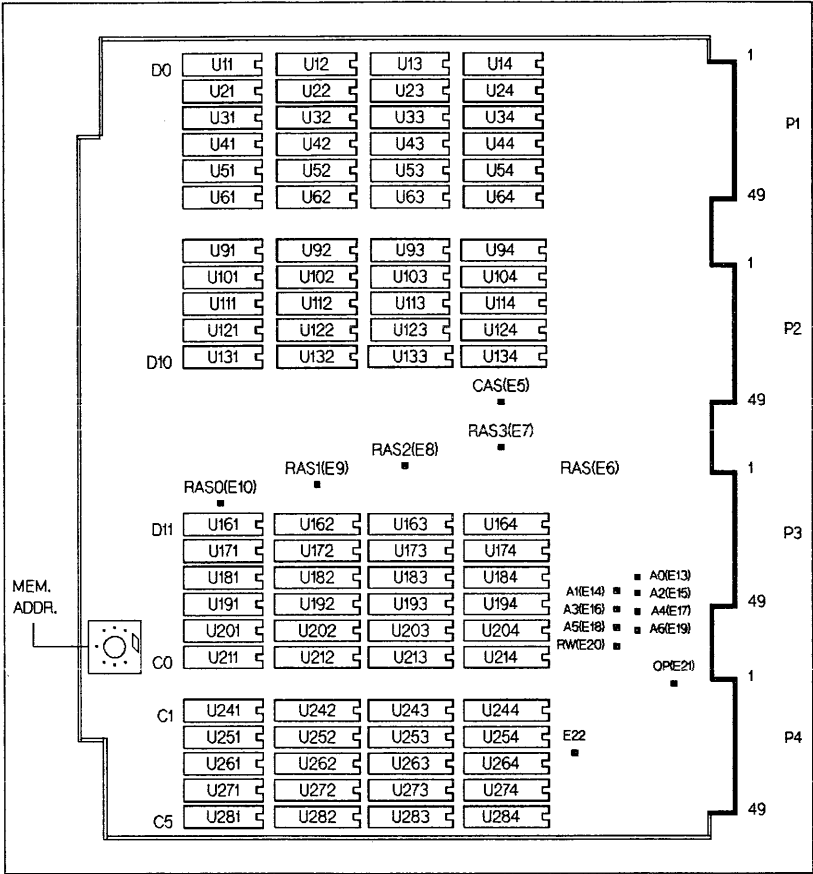 1
D0 U11 U12 U13 U14
U21 U22 U23 U24
U31 U32 U33 U34
P1
U41 U42 U43 U44
U51 U52 U53 U54
U61 U62 U63 U64
49
U91 U92 U93 U94
1
U101 U102 U103 U104
U111 U112 U113 U114
U121 U122 U123 U124
P2
D10 U131 U132 U133 U134
CAS(E5)
49
RAS3(E7)
RAS2(E8)
RAS1(E9)
RAS(E6)
1
RAS0(E10)
D11 U161 U162 U163 U164
P3
U171 U172 U173 U174
U181 U182 U183 U184
A0(E13)
MEM.
ADDR.
A1(E14) A2(E15)
U191 U192 U193 U194
A3(E16) A4(E17)
49
U201 U202 U203 U204
A5(E18) A6(E19)
RW(E20)
C0 U211 U212 U213 U214
OP(E21)
1
C1 U241 U242 U243 U244
U251 U252 U253 U254
E22
P4
U261 U262 U263 U264
U271 U272 U273 U274
49
C5 U281 U282 U283 U284